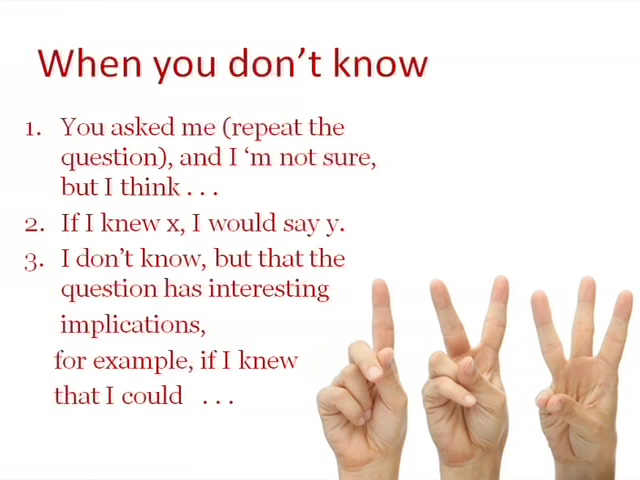 When you don’t know
1. You asked me (repeat the
question), and I ‘m not sure,
but I think . . .
2. If I knew x, I would say y.
3. I don’t know, but that the
question has interesting
implications,
for example, if I knew
that I could . . .